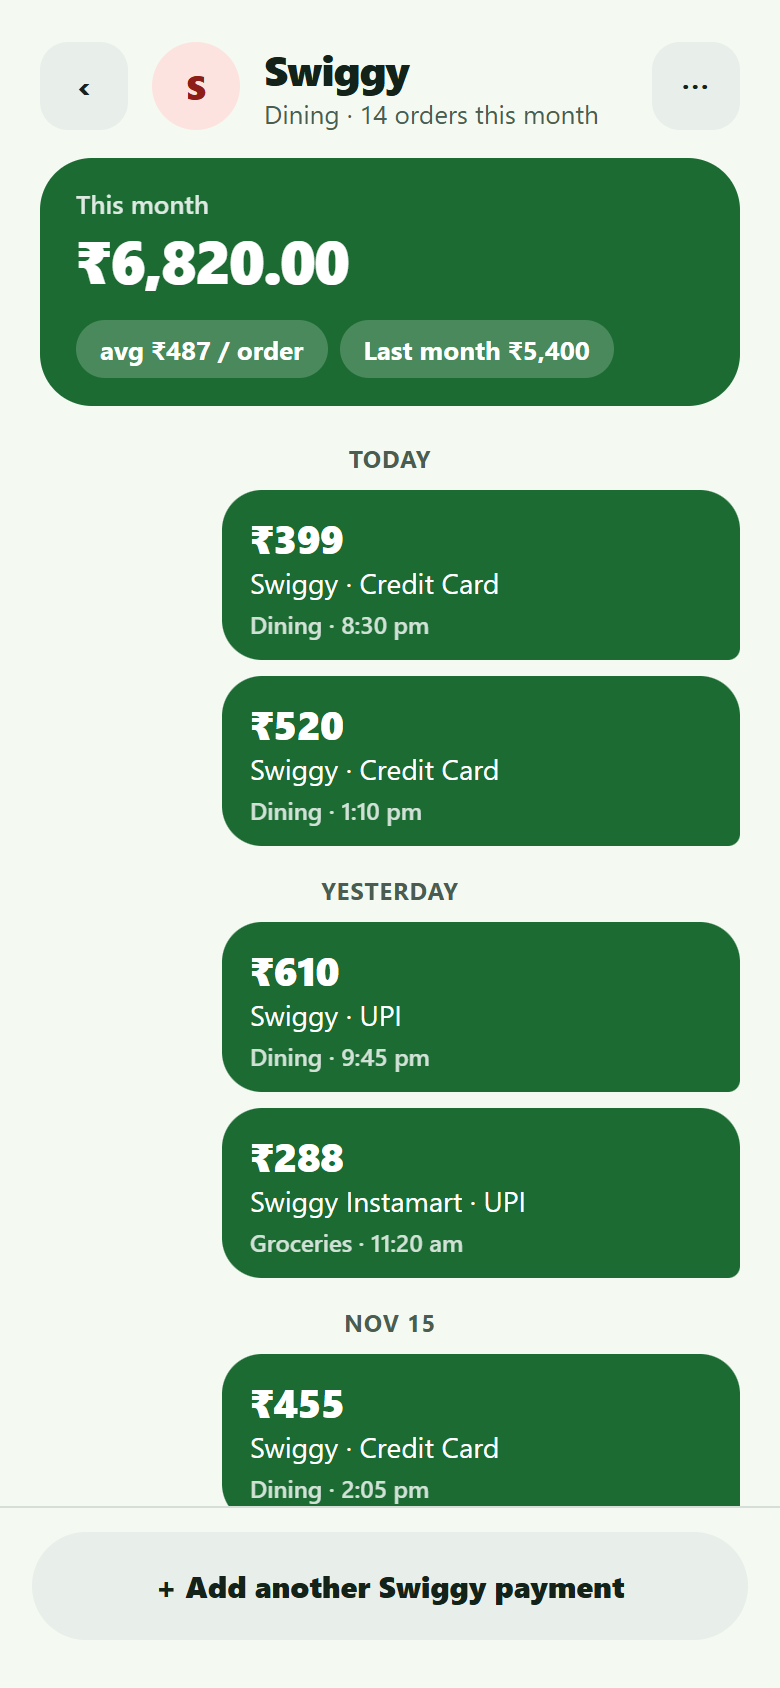 ‹
S
Swiggy
Dining · 14 orders this month
...
This month
₹6,820.00
avg ₹487 / order
Last month ₹5,400
TODAY
₹399
Swiggy · Credit Card
Dining · 8:30 pm
₹520
Swiggy · Credit Card
Dining · 1:10 pm
YESTERDAY
₹610
Swiggy · UPI
Dining · 9:45 pm
₹288
Swiggy Instamart · UPI
Groceries · 11:20 am
NOV 15
₹455
Swiggy · Credit Card
Dining · 2:05 pm
+ Add another Swiggy payment